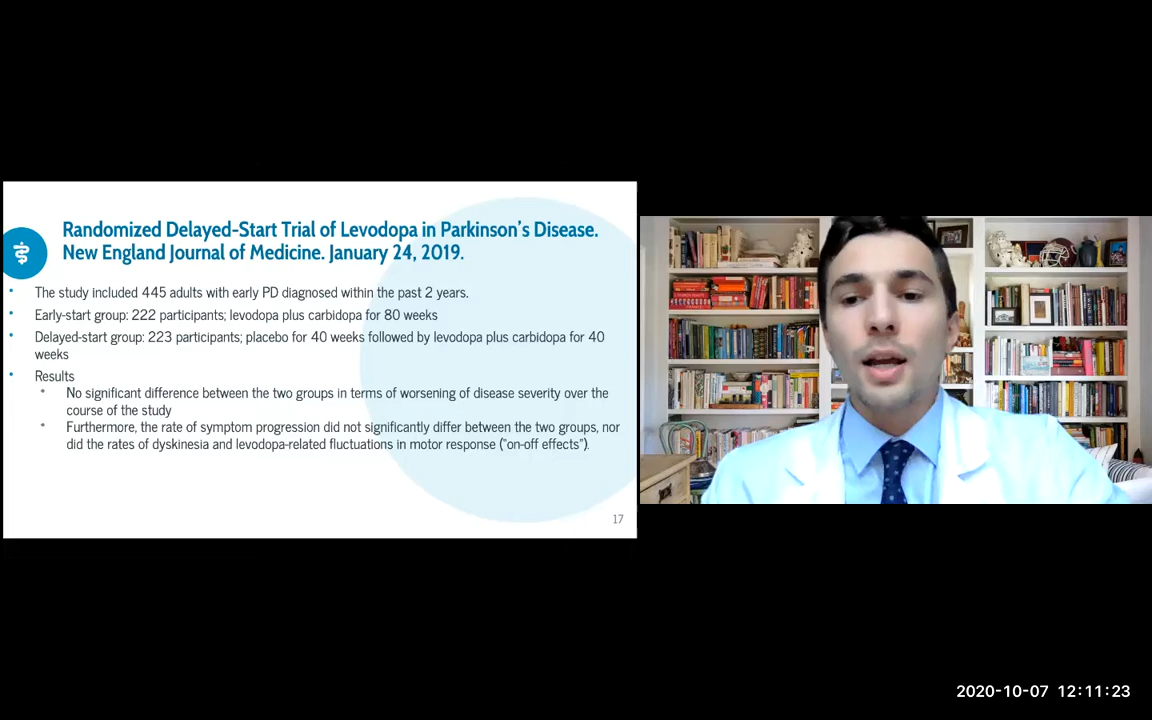 Randomized Delayed-Start Trial of Levodopa in Parkinson's Disease.
New England Journal of Medicine. January 24, 2019.
• The study included 445 adults with early PD diagnosed within the past 2 years.
• Early-start group: 222 participants; levodopa plus carbidopa for 80 weeks
• Delayed-start group: 223 participants; placebo for 40 weeks followed by levodopa plus carbidopa for 40
weeks
• Results
• No significant difference between the two groups in terms of worsening of disease severity over the
course of the study
• Furthermore, the rate of symptom progression did not significantly differ between the two groups, nor
did the rates of dyskinesia and levodopa-related fluctuations in motor response ("on-off effects").
17
2020-10-07 12:11:23